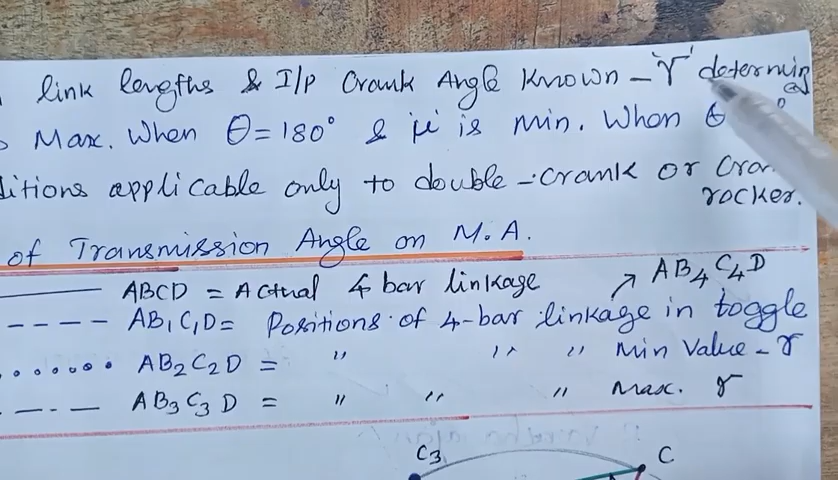 link lengths & I/P Crank Angle Known - 'γ' determin
Max. When θ = 180° & 'μ' is min. When θ
ditions applicable only to double - crank or
rocker.
of Transmission Angle on M.A.
ABCD = Actual 4 bar linkage ↗ AB4C4D
AB1C1D = Positions of 4-bar linkage in toggle
AB2C2D = " " " Min Value - γ
AB3C3D = " " " Max. γ
C3 C